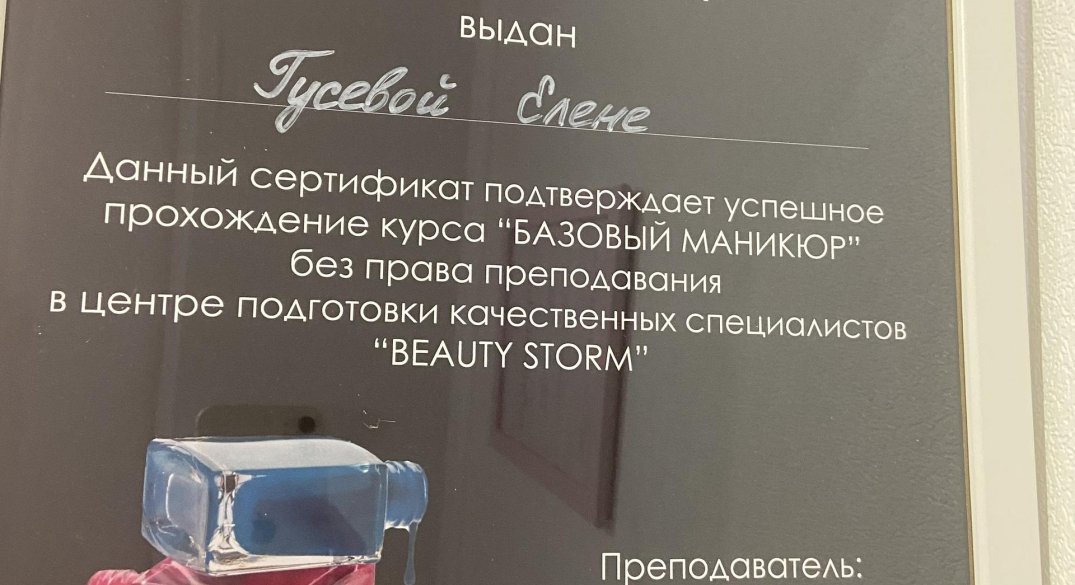 выдан
Гусевой Елене
Данный сертификат подтверждает успешное
прохождение курса “БАЗОВЫЙ МАНИКЮР”
без права преподавания
в центре подготовки качественных специалистов
“BEAUTY STORM”
Преподаватель: